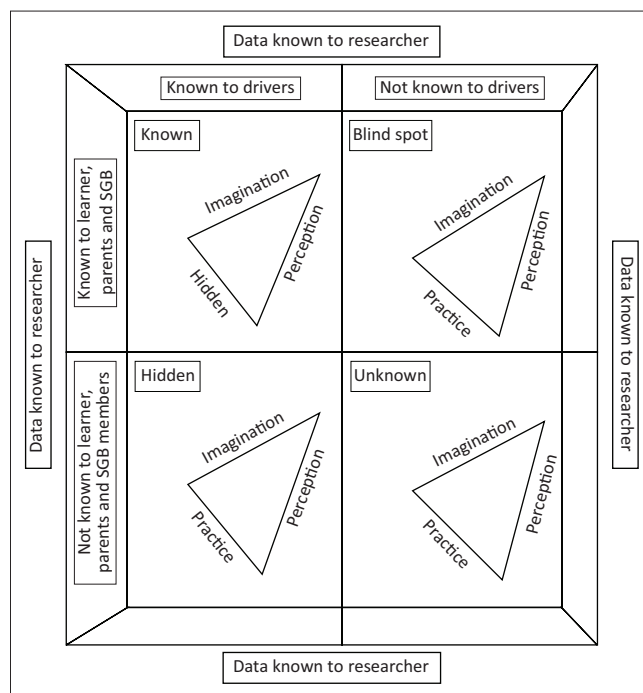 Data known to researcher
Known to drivers
Not known to drivers
Data known to researcher
Known to learner,
parents and SGB
Known
Imagination
Hidden
Perception
Blind spot
Imagination
Practice
Perception
Data known to researcher
Not known to learner,
parents and SGB members
Hidden
Imagination
Practice
Perception
Unknown
Imagination
Practice
Perception
Data known to researcher